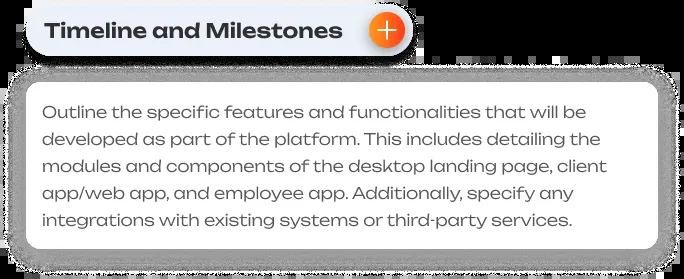 Timeline and Milestones
Outline the specific features and functionalities that will be
developed as part of the platform. This includes detailing the
modules and components of the desktop landing page, client
app/web app, and employee app. Additionally, specify any
integrations with existing systems or third-party services.